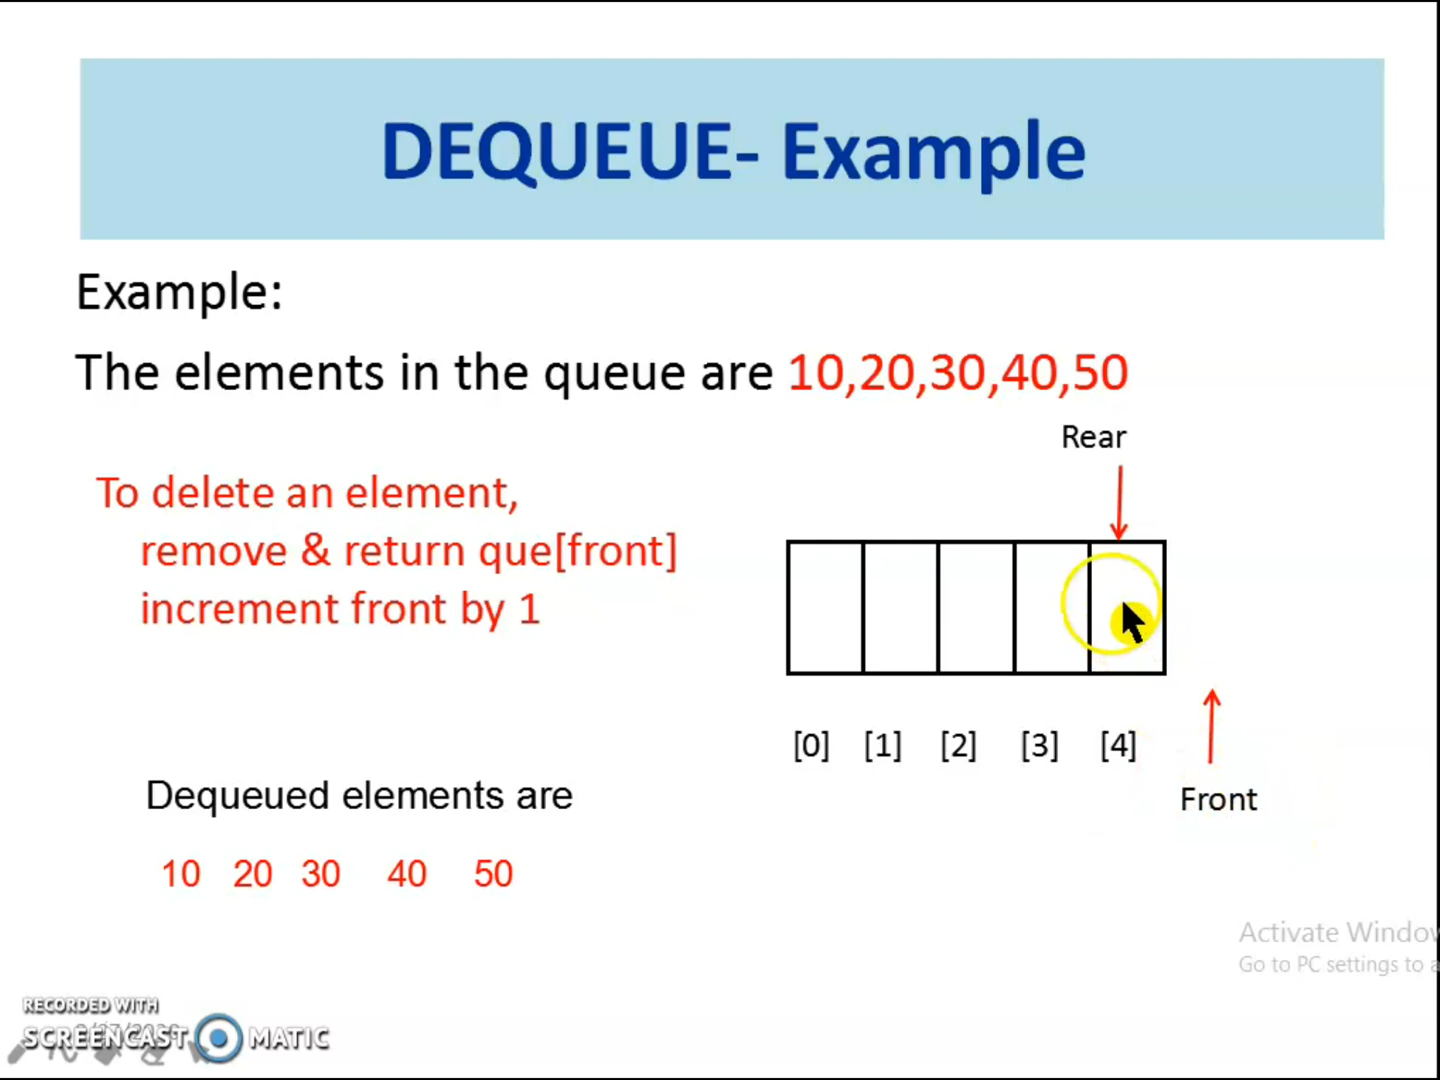 DEQUEUE- Example
Example:
The elements in the queue are 10,20,30,40,50
Rear
To delete an element,
remove & return que[front]
increment front by 1
[0] [1] [2] [3] [4]
Front
Dequeued elements are
10 20 30 40 50
Activate Windo
Go to PC settings to a
RECORDED WITH
SCREENCAST MATIC